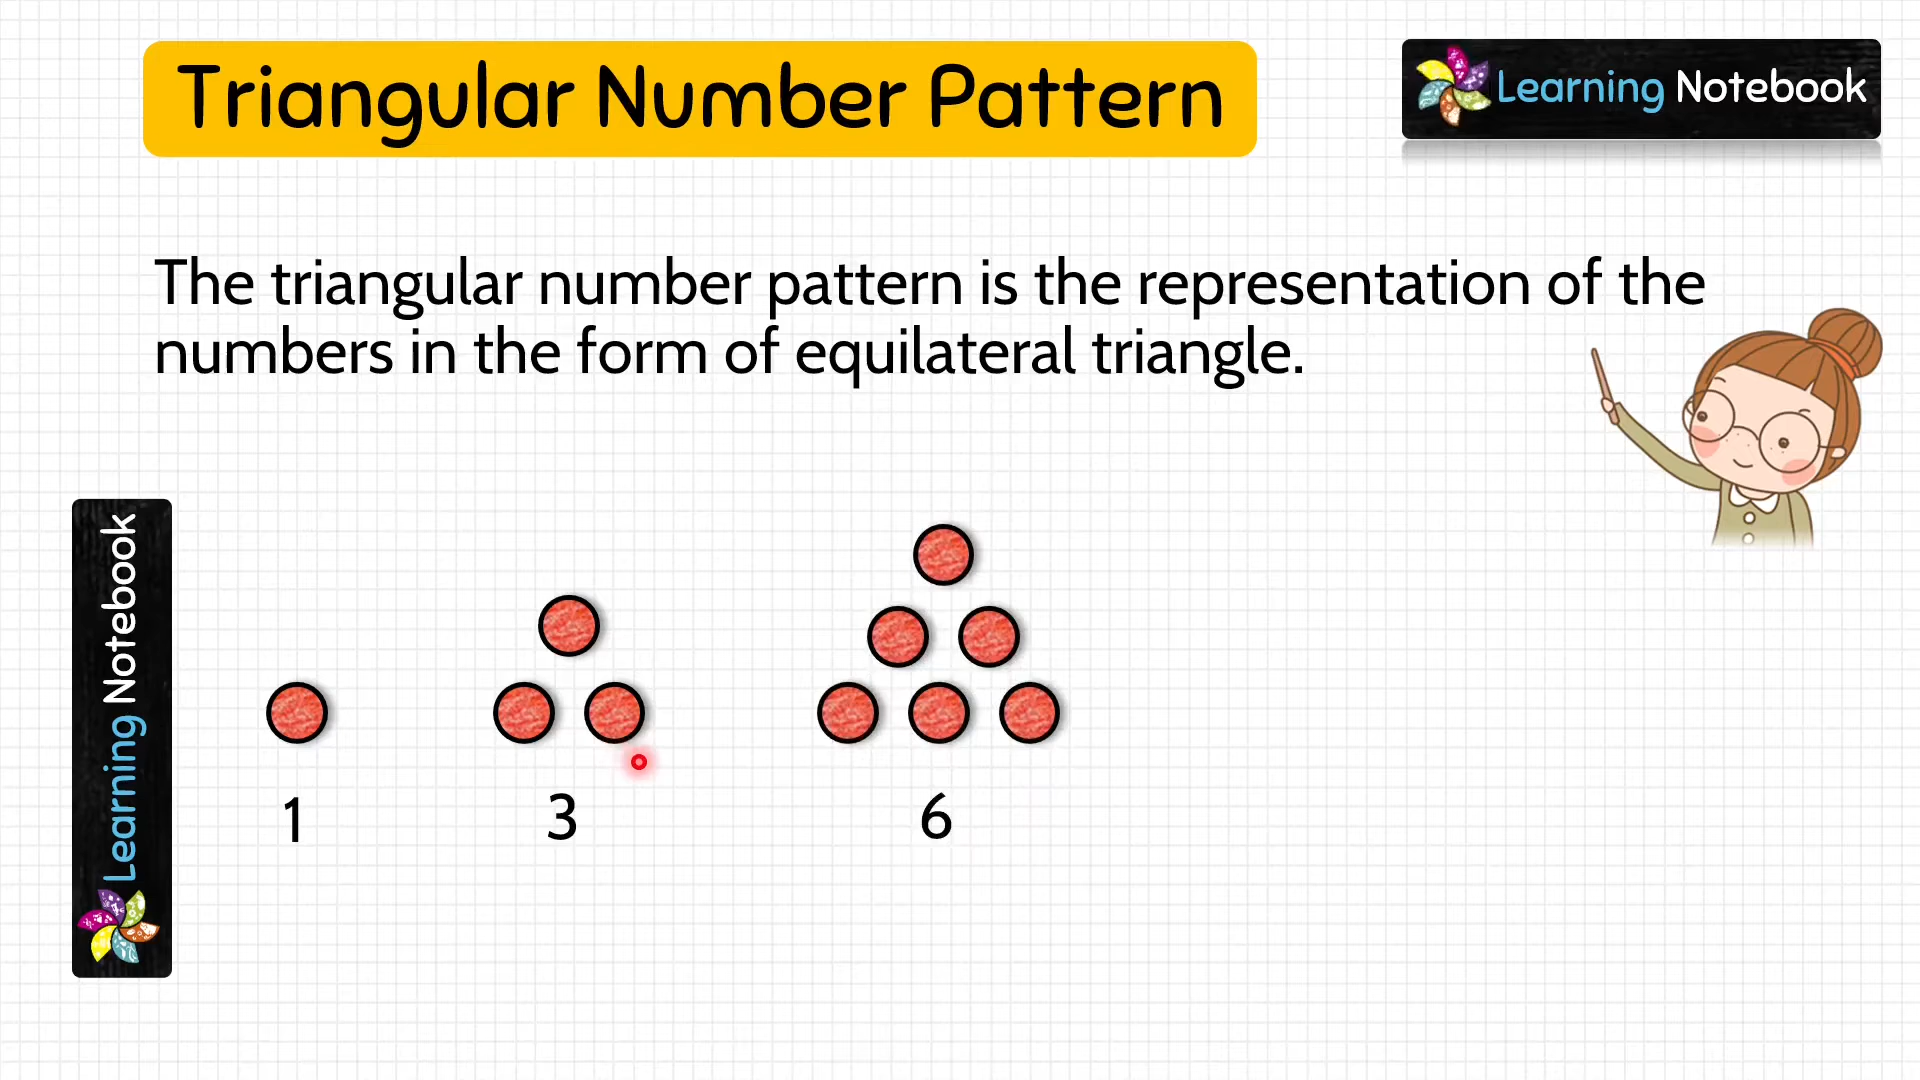 Triangular Number Pattern
Learning Notebook
The triangular number pattern is the representation of the
numbers in the form of equilateral triangle.
Learning Notebook
1 3 6